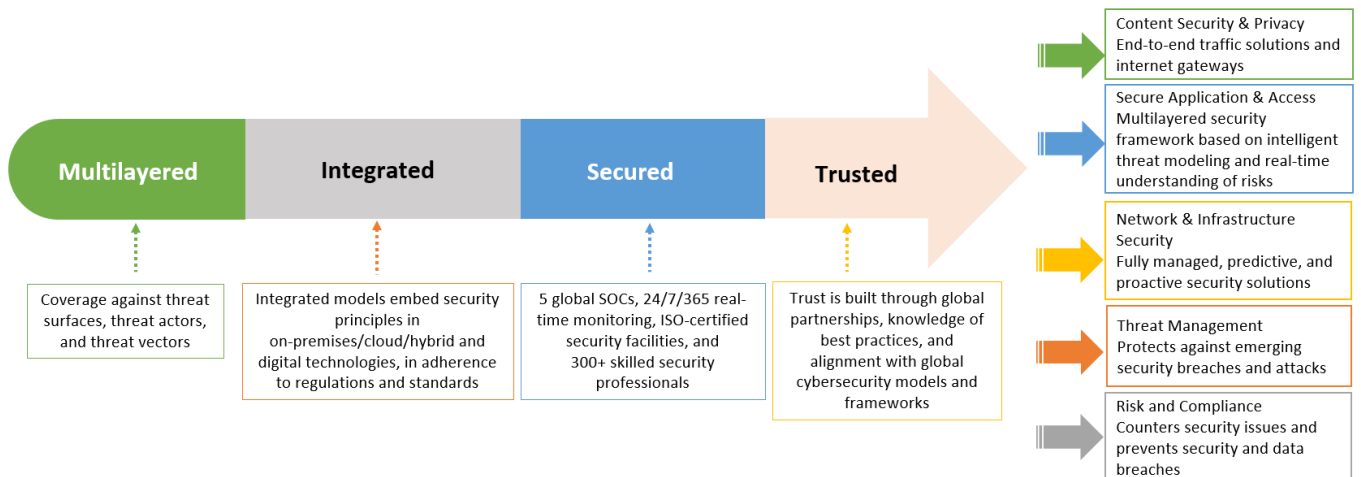 Multilayered
Integrated
Secured
Trusted
Coverage against threat
surfaces, threat actors,
and threat vectors
Integrated models embed security
principles in
on-premises/cloud/hybrid and
digital technologies, in adherence
to regulations and standards
5 global SOCs, 24/7/365 real-
time monitoring, ISO-certified
security facilities, and
300+ skilled security
professionals
Trust is built through global
partnerships, knowledge of
best practices, and
alignment with global
cybersecurity models and
frameworks
Content Security & Privacy
End-to-end traffic solutions and
internet gateways
Secure Application & Access
Multilayered security
framework based on intelligent
threat modeling and real-time
understanding of risks
Network & Infrastructure
Security
Fully managed, predictive, and
proactive security solutions
Threat Management
Protects against emerging
security breaches and attacks
Risk and Compliance
Counters security issues and
prevents security and data
breaches